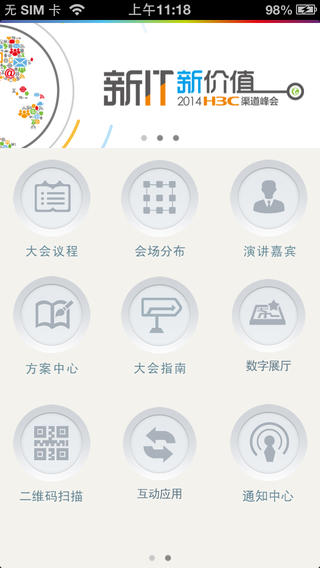 无 SIM 卡 上午11:18 98%
新IT 新价值
2014 H3C 渠道峰会
大会议程 会场分布 演讲嘉宾
方案中心 大会指南 数字展厅
二维码扫描 互动应用 通知中心